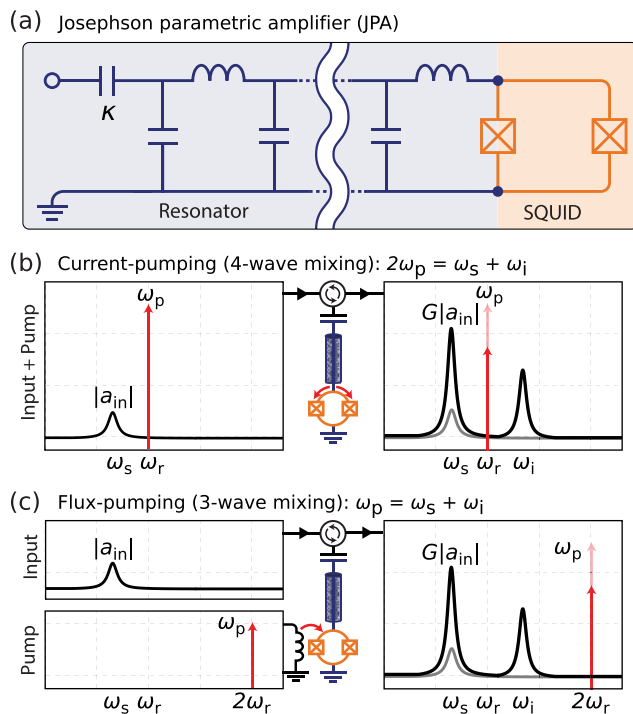 (a) Josephson parametric amplifier (JPA)
κ
Resonator
SQUID
(b) Current-pumping (4-wave mixing): 2ωp = ωs + ωi
Input + Pump
ωp
|ain|
ωs ωr
ωp
G|ain|
ωs ωr ωi
(c) Flux-pumping (3-wave mixing): ωp = ωs + ωi
Input
|ain|
Pump
ωp
ωs ωr 2ωr
G|ain|
ωp
ωs ωr ωi 2ωr